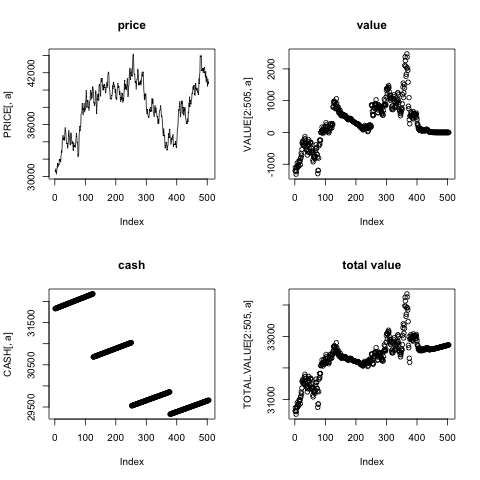 price
PRICE[, a]
30000 36000 42000
0 100 200 300 400 500
Index
value
VALUE[2:505, a]
-1000 0 1000 2000
0 100 200 300 400 500
Index
cash
CASH[, a]
29500 30500 31500
0 100 200 300 400 500
Index
total value
TOTAL.VALUE[2:505, a]
31000 33000
0 100 200 300 400 500
Index